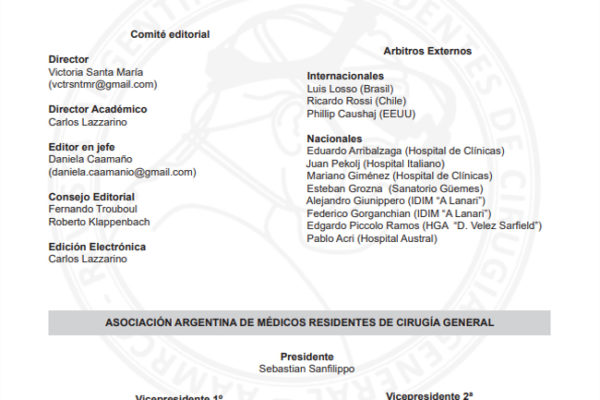 Comité editorial
Director
Victoria Santa María
(vctrsntmr@gmail.com)
Director Académico
Carlos Lazzarino
Editor en jefe
Daniela Caamaño
(daniela.caamanio@gmail.com)
Consejo Editorial
Fernando Trouboul
Roberto Klappenbach
Edición Electrónica
Carlos Lazzarino
Arbitros Externos
Internacionales
Luis Losso (Brasil)
Ricardo Rossi (Chile)
Phillip Caushaj (EEUU)
Nacionales
Eduardo Arribalzaga (Hospital de Clínicas)
Juan Pekolj (Hospital Italiano)
Mariano Giménez (Hospital de Clínicas)
Esteban Grozna (Sanatorio Güemes)
Alejandro Giunippero (IDIM “A Lanari”)
Federico Gorganchian (IDIM “A Lanari”)
Edgardo Piccolo Ramos (HGA “D. Velez Sarfield”)
Pablo Acri (Hospital Austral)
ASOCIACIÓN ARGENTINA DE MÉDICOS RESIDENTES DE CIRUGÍA GENERAL
Presidente
Sebastian Sanfilippo
Vicepresidente 1º
Vicepresidente 2ª